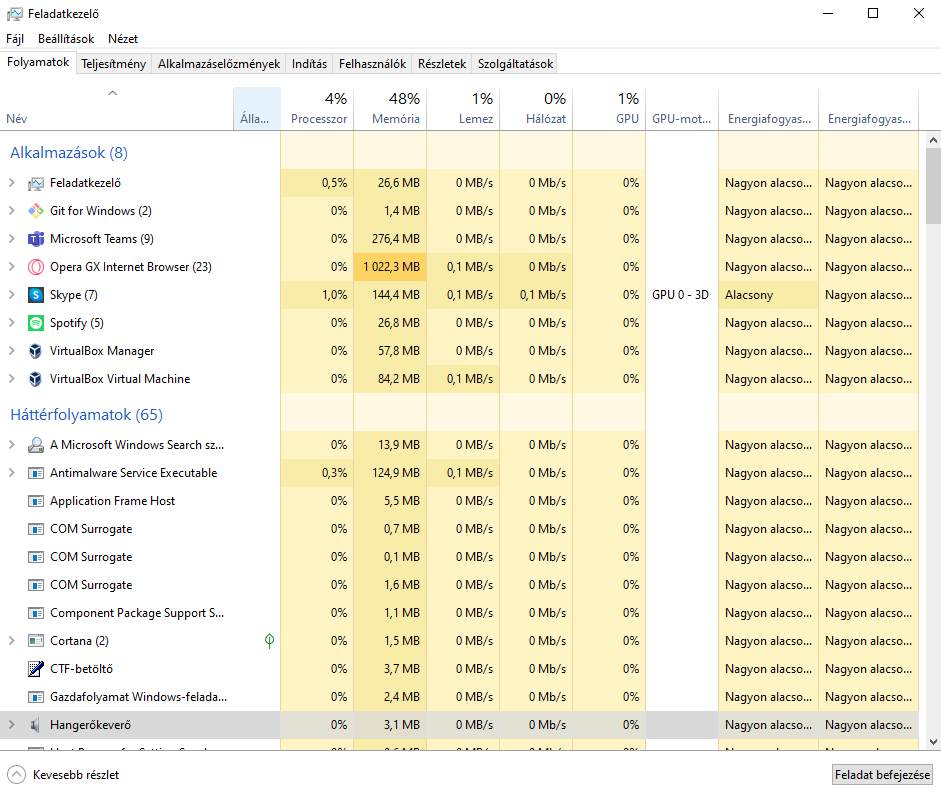 Feladatkezelő
Fájl Beállítások Nézet
Folyamatok Teljesítmény Alkalmazáselőzmények Indítás Felhasználók Részletek Szolgáltatások
4% 48% 1% 0% 1%
Név Álla... Processzor Memória Lemez Hálózat GPU GPU-mot... Energiafogyas... Energiafogyas...
Alkalmazások (8)
Feladatkezelő 0,5% 26,6 MB 0 MB/s 0 Mb/s 0% Nagyon alacso... Nagyon alacso...
Git for Windows (2) 0% 1,4 MB 0 MB/s 0 Mb/s 0% Nagyon alacso... Nagyon alacso...
Microsoft Teams (9) 0% 276,4 MB 0 MB/s 0 Mb/s 0% Nagyon alacso... Nagyon alacso...
Opera GX Internet Browser (23) 0% 1 022,3 MB 0,1 MB/s 0 Mb/s 0% Nagyon alacso... Nagyon alacso...
Skype (7) 1,0% 144,4 MB 0,1 MB/s 0,1 Mb/s 0% GPU 0 - 3D Alacsony Nagyon alacso...
Spotify (5) 0% 26,8 MB 0 MB/s 0 Mb/s 0% Nagyon alacso... Nagyon alacso...
VirtualBox Manager 0% 57,8 MB 0 MB/s 0 Mb/s 0% Nagyon alacso... Nagyon alacso...
VirtualBox Virtual Machine 0% 84,2 MB 0,1 MB/s 0 Mb/s 0% Nagyon alacso... Nagyon alacso...
Háttérfolyamatok (65)
A Microsoft Windows Search sz... 0% 13,9 MB 0 MB/s 0 Mb/s 0% Nagyon alacso... Nagyon alacso...
Antimalware Service Executable 0,3% 124,9 MB 0,1 MB/s 0 Mb/s 0% Nagyon alacso... Nagyon alacso...
Application Frame Host 0% 5,5 MB 0 MB/s 0 Mb/s 0% Nagyon alacso... Nagyon alacso...
COM Surrogate 0% 0,7 MB 0 MB/s 0 Mb/s 0% Nagyon alacso... Nagyon alacso...
COM Surrogate 0% 0,1 MB 0 MB/s 0 Mb/s 0% Nagyon alacso... Nagyon alacso...
COM Surrogate 0% 1,6 MB 0 MB/s 0 Mb/s 0% Nagyon alacso... Nagyon alacso...
Component Package Support S... 0% 1,1 MB 0 MB/s 0 Mb/s 0% Nagyon alacso... Nagyon alacso...
Cortana (2) 0% 1,5 MB 0 MB/s 0 Mb/s 0% Nagyon alacso... Nagyon alacso...
CTF-betöltő 0% 3,7 MB 0 MB/s 0 Mb/s 0% Nagyon alacso... Nagyon alacso...
Gazdafolyamat Windows-felada... 0% 2,4 MB 0 MB/s 0 Mb/s 0% Nagyon alacso... Nagyon alacso...
Hangerőkeverő 0% 3,1 MB 0 MB/s 0 Mb/s 0% Nagyon alacso... Nagyon alacso...
Kevesebb részlet Feladat befejezése